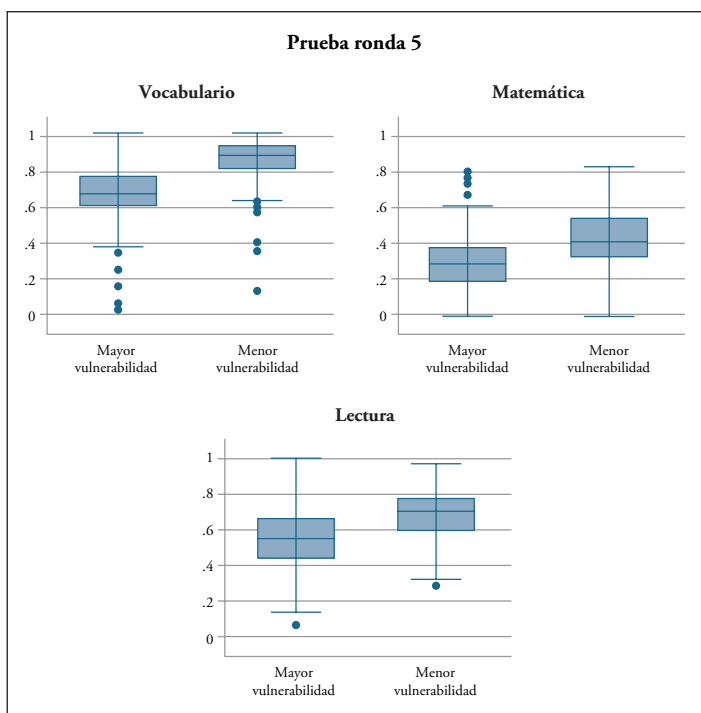 Prueba ronda 5
Vocabulario
1
.8
.6
.4
.2
0
Mayor
vulnerabilidad
Menor
vulnerabilidad
Matemática
1
.8
.6
.4
.2
0
Mayor
vulnerabilidad
Menor
vulnerabilidad
Lectura
1
.8
.6
.4
.2
0
Mayor
vulnerabilidad
Menor
vulnerabilidad